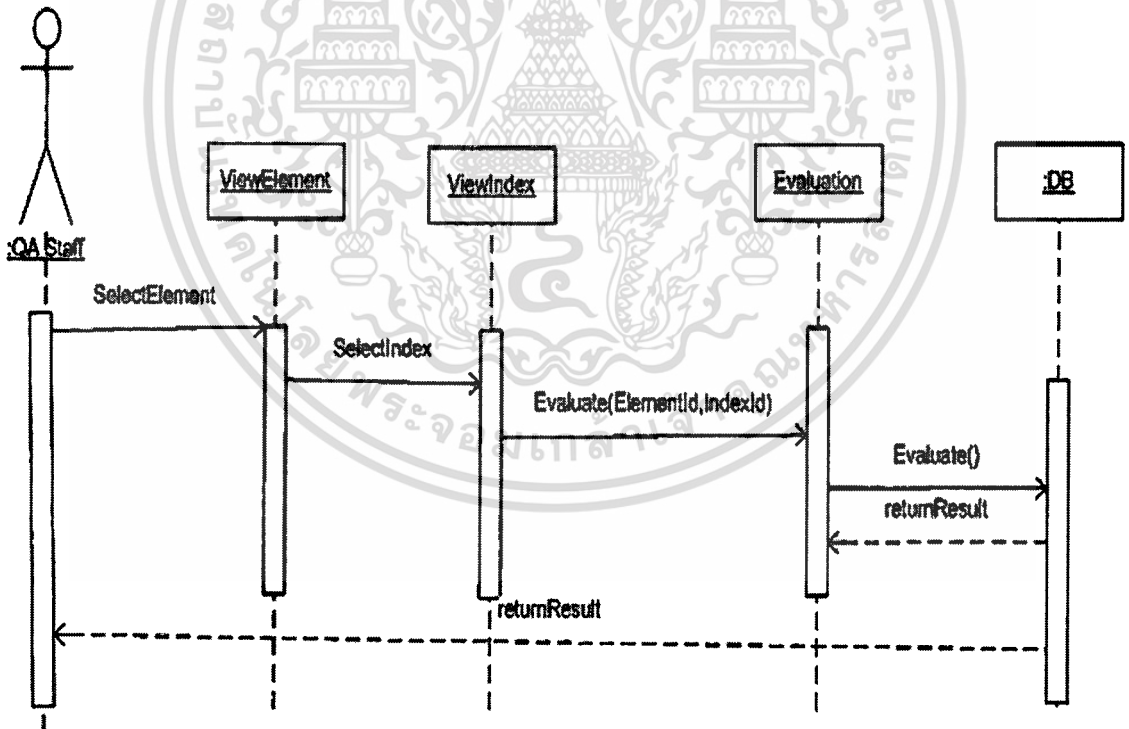 ViewElement
ViewIndex
Evaluation
:DB
:QA Staff
SelectElement
SelectIndex
Evaluate(ElementId,IndexId)
Evaluate()
returnResult
returnResult